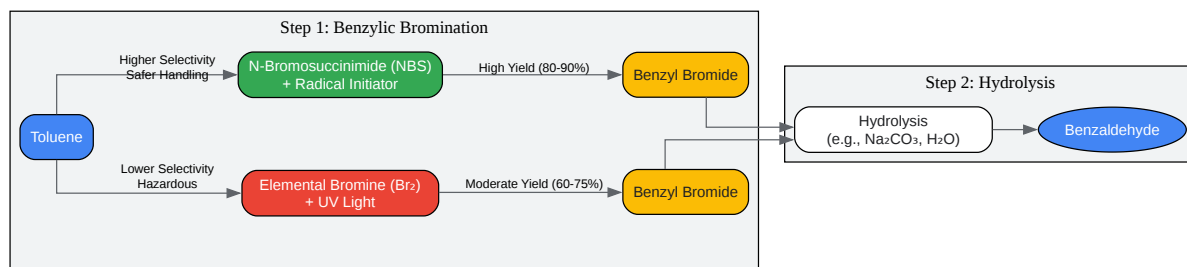 Step 1: Benzylic Bromination
Higher Selectivity
Safer Handling
N-Bromosuccinimide (NBS)
+ Radical Initiator
High Yield (80-90%)
Benzyl Bromide
Toluene
Lower Selectivity
Hazardous
Elemental Bromine (Br₂)
+ UV Light
Moderate Yield (60-75%)
Benzyl Bromide
Step 2: Hydrolysis
Hydrolysis
(e.g., Na₂CO₃, H₂O)
Benzaldehyde